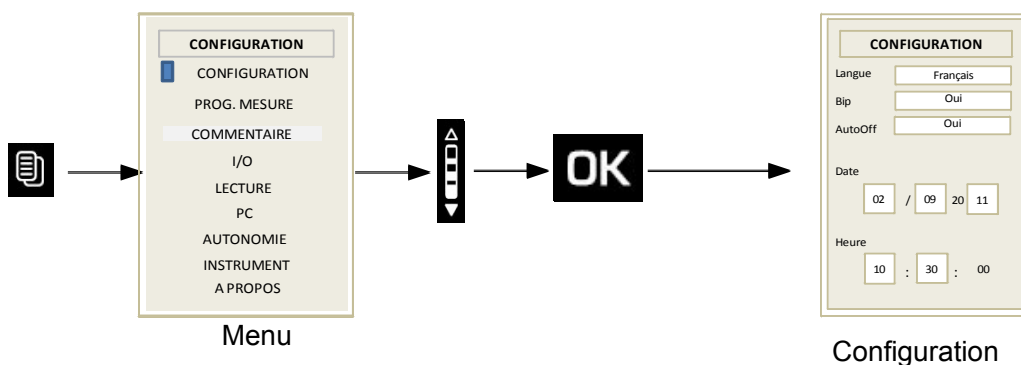 CONFIGURATION
CONFIGURATION
PROG. MESURE
COMMENTAIRE
I/O
LECTURE
PC
AUTONOMIE
INSTRUMENT
A PROPOS
Menu
OK
CONFIGURATION
Langue Français
Bip Oui
AutoOff Oui
Date
02 / 09 20 11
Heure
10 : 30 : 00
Configuration